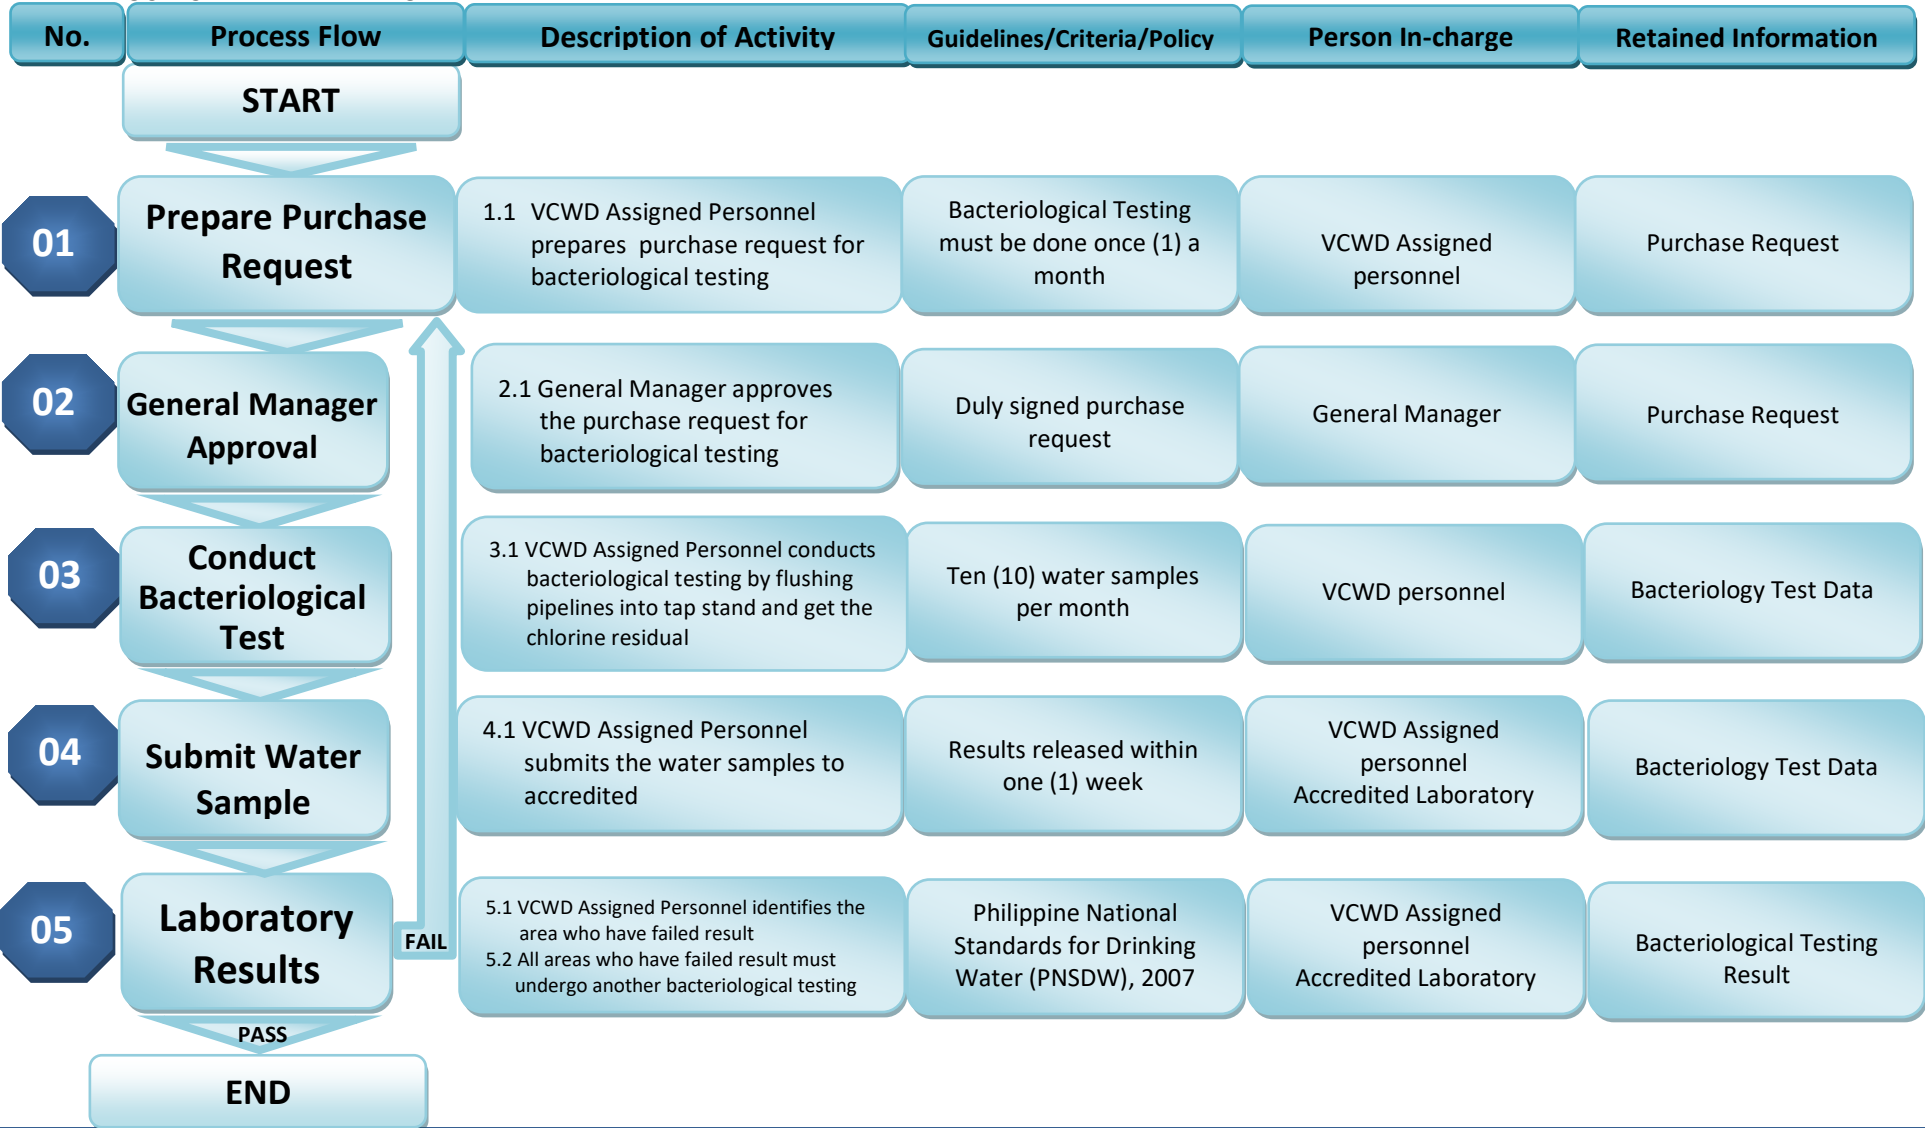 No.
Process Flow
Description of Activity
Guidelines/Criteria/Policy
Person In-charge
Retained Information
START
01
Prepare Purchase
Request
1.1 VCWD Assigned Personnel
prepares purchase request for
bacteriological testing
Bacteriological Testing
must be done once (1) a
month
VCWD Assigned
personnel
Purchase Request
02
General Manager
Approval
2.1 General Manager approves
the purchase request for
bacteriological testing
Duly signed purchase
request
General Manager
Purchase Request
03
Conduct
Bacteriological
Test
3.1 VCWD Assigned Personnel conducts
bacteriological testing by flushing
pipelines into tap stand and get the
chlorine residual
Ten (10) water samples
per month
VCWD personnel
Bacteriology Test Data
04
Submit Water
Sample
4.1 VCWD Assigned Personnel
submits the water samples to
accredited
Results released within
one (1) week
VCWD Assigned
personnel
Accredited Laboratory
Bacteriology Test Data
05
Laboratory
Results
FAIL
5.1 VCWD Assigned Personnel identifies the
area who have failed result
5.2 All areas who have failed result must
undergo another bacteriological testing
Philippine National
Standards for Drinking
Water (PNSDW), 2007
VCWD Assigned
personnel
Accredited Laboratory
Bacteriological Testing
Result
PASS
END